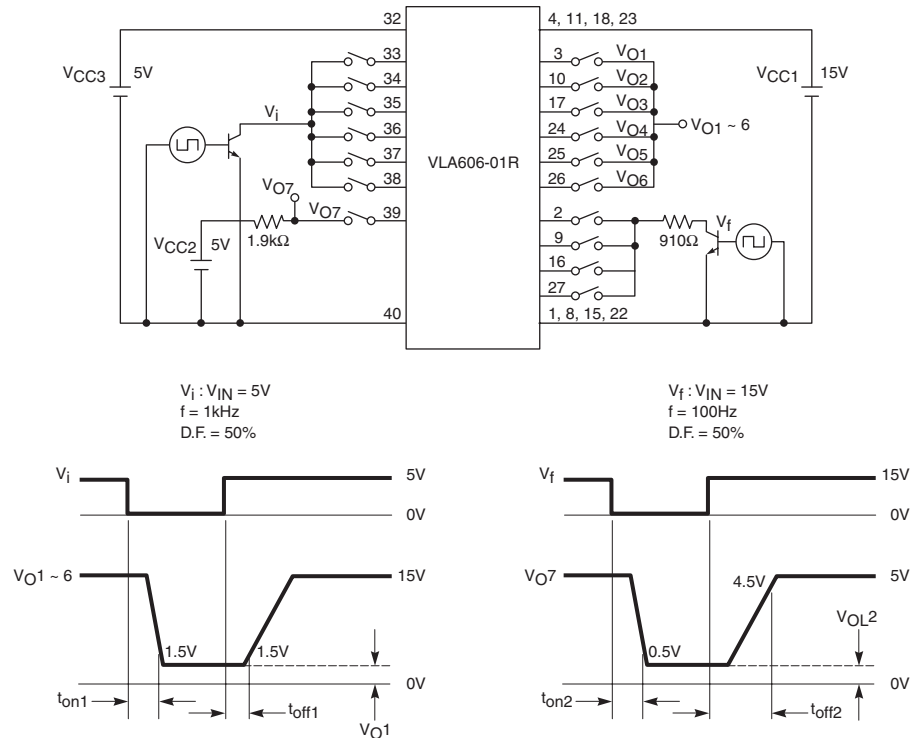 32
4, 11, 18, 23
VCC3
5V
Vi
33
34
35
36
37
38
VO7
VO7
39
1.9kΩ
VCC2
5V
40
VLA606-01R
3
VO1
10
VO2
17
VO3
24
VO4
25
VO5
26
VO6
VO1 ~ 6
VCC1
15V
2
9
16
27
910Ω
Vf
1, 8, 15, 22
Vi : VIN = 5V
f = 1kHz
D.F. = 50%
Vf : VIN = 15V
f = 100Hz
D.F. = 50%
Vi
5V
0V
VO1 ~ 6
15V
1.5V
1.5V
0V
ton1
toff1
VO1
Vf
15V
0V
VO7
4.5V
5V
VOL2
0.5V
0V
ton2
toff2